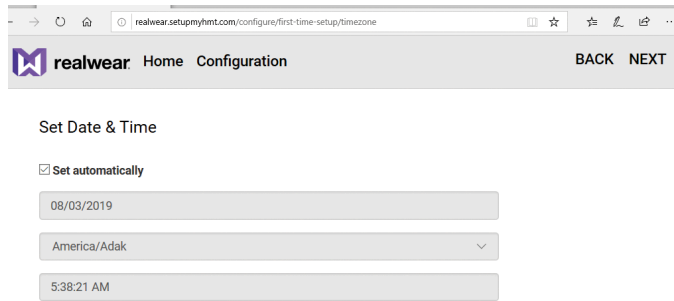 realwear.setupmyhmt.com/configure/first-time-setup/timezone
realwear Home Configuration BACK NEXT
Set Date & Time
Set automatically
08/03/2019
America/Adak
5:38:21 AM